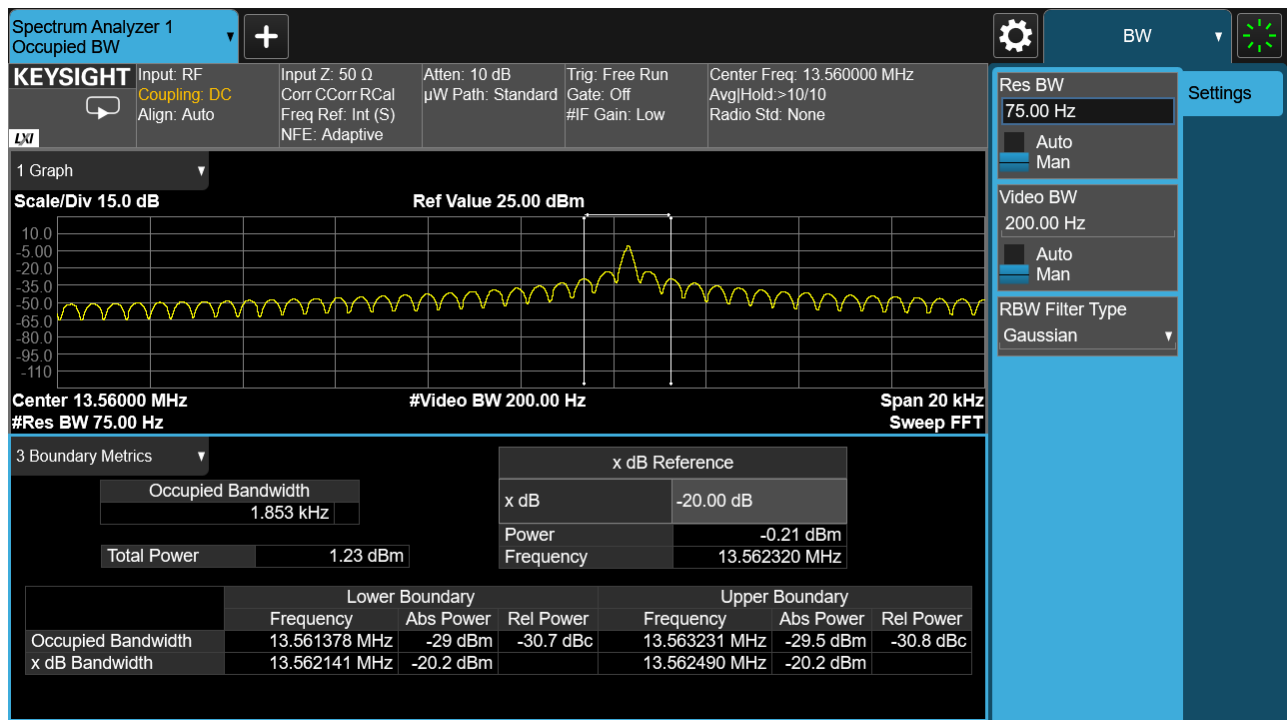 Spectrum Analyzer 1
Occupied BW
BW
KEYSIGHT
LXI
Input: RF
Coupling: DC
Align: Auto
Input Z: 50 Ω
Corr CCorr RCal
Freq Ref: Int (S)
NFE: Adaptive
Atten: 10 dB
µW Path: Standard
Trig: Free Run
Gate: Off
#IF Gain: Low
Center Freq: 13.560000 MHz
Avg|Hold:>10/10
Radio Std: None
Res BW
75.00 Hz
Auto
Man
Video BW
200.00 Hz
Auto
Man
RBW Filter Type
Gaussian
Settings
1 Graph
Scale/Div 15.0 dB Ref Value 25.00 dBm
10.0
-5.00
-20.0
-35.0
-50.0
-65.0
-80.0
-95.0
-110
Center 13.56000 MHz #Video BW 200.00 Hz Span 20 kHz
#Res BW 75.00 Hz Sweep FFT
3 Boundary Metrics
Occupied Bandwidth
1.853 kHz
Total Power 1.23 dBm
x dB Reference
x dB -20.00 dB
Power -0.21 dBm
Frequency 13.562320 MHz
Lower Boundary Upper Boundary
Frequency Abs Power Rel Power Frequency Abs Power Rel Power
Occupied Bandwidth 13.561378 MHz -29 dBm -30.7 dBc 13.563231 MHz -29.5 dBm -30.8 dBc
x dB Bandwidth 13.562141 MHz -20.2 dBm 13.562490 MHz -20.2 dBm